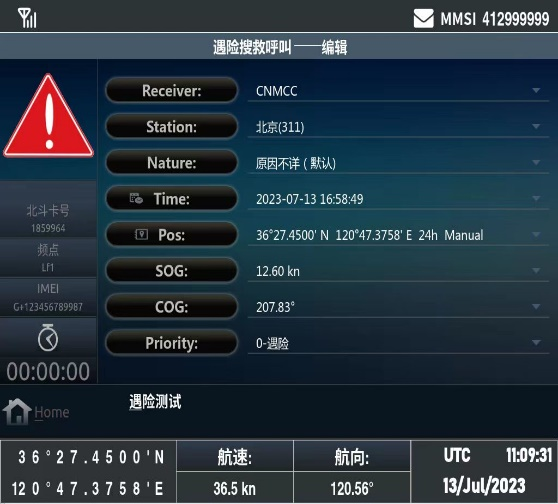 MMSI 412999999
遇险搜救呼叫——编辑
Receiver: CNMCC
Station: 北京(311)
Nature: 原因不详（默认)
Time: 2023-07-13 16:58:49
Pos: 36°27.4500' N 120°47.3758' E 24h Manual
SOG: 12.60 kn
COG: 207.83°
Priority: 0-遇险
北斗卡号
1859964
频点
Lf1
IMEI
G+123456789987
00:00:00
Home
遇险测试
36°27.4500'N
120°47.3758'E
航速:
36.5 kn
航向:
120.56°
UTC 11:09:31
13/Jul/2023